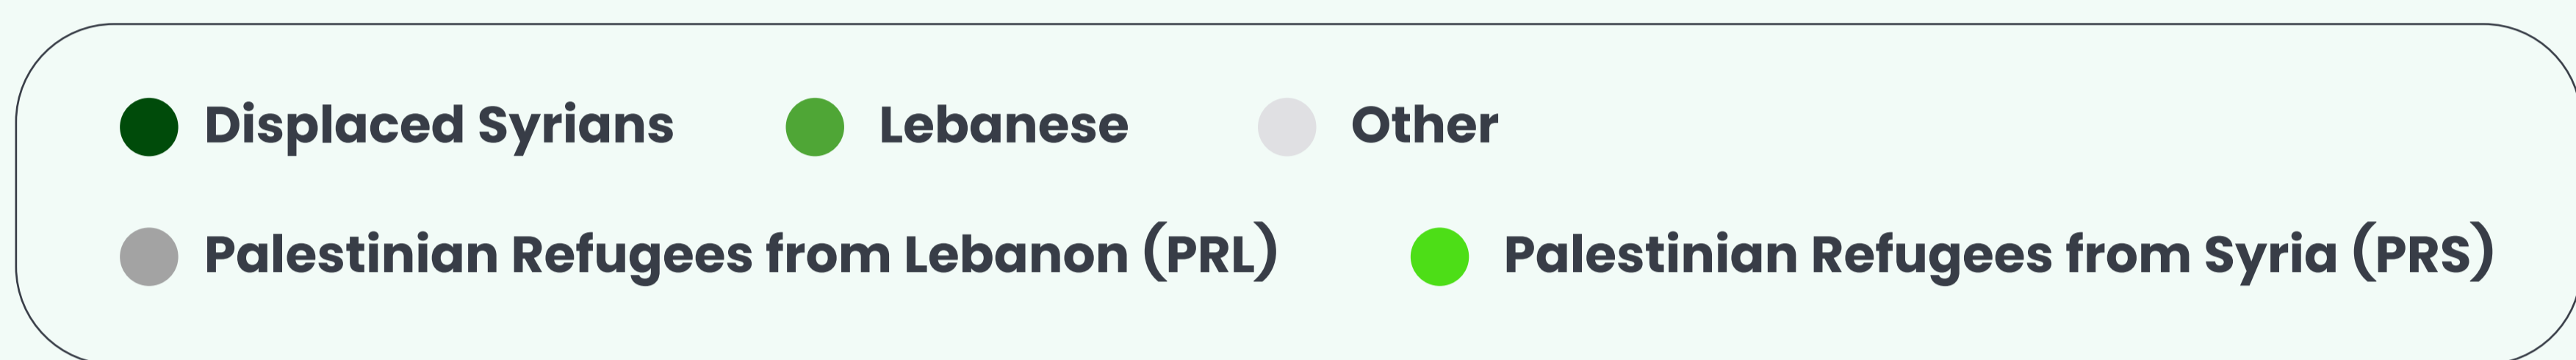 Displaced Syrians Lebanese Other
Palestinian Refugees from Lebanon (PRL) Palestinian Refugees from Syria (PRS)